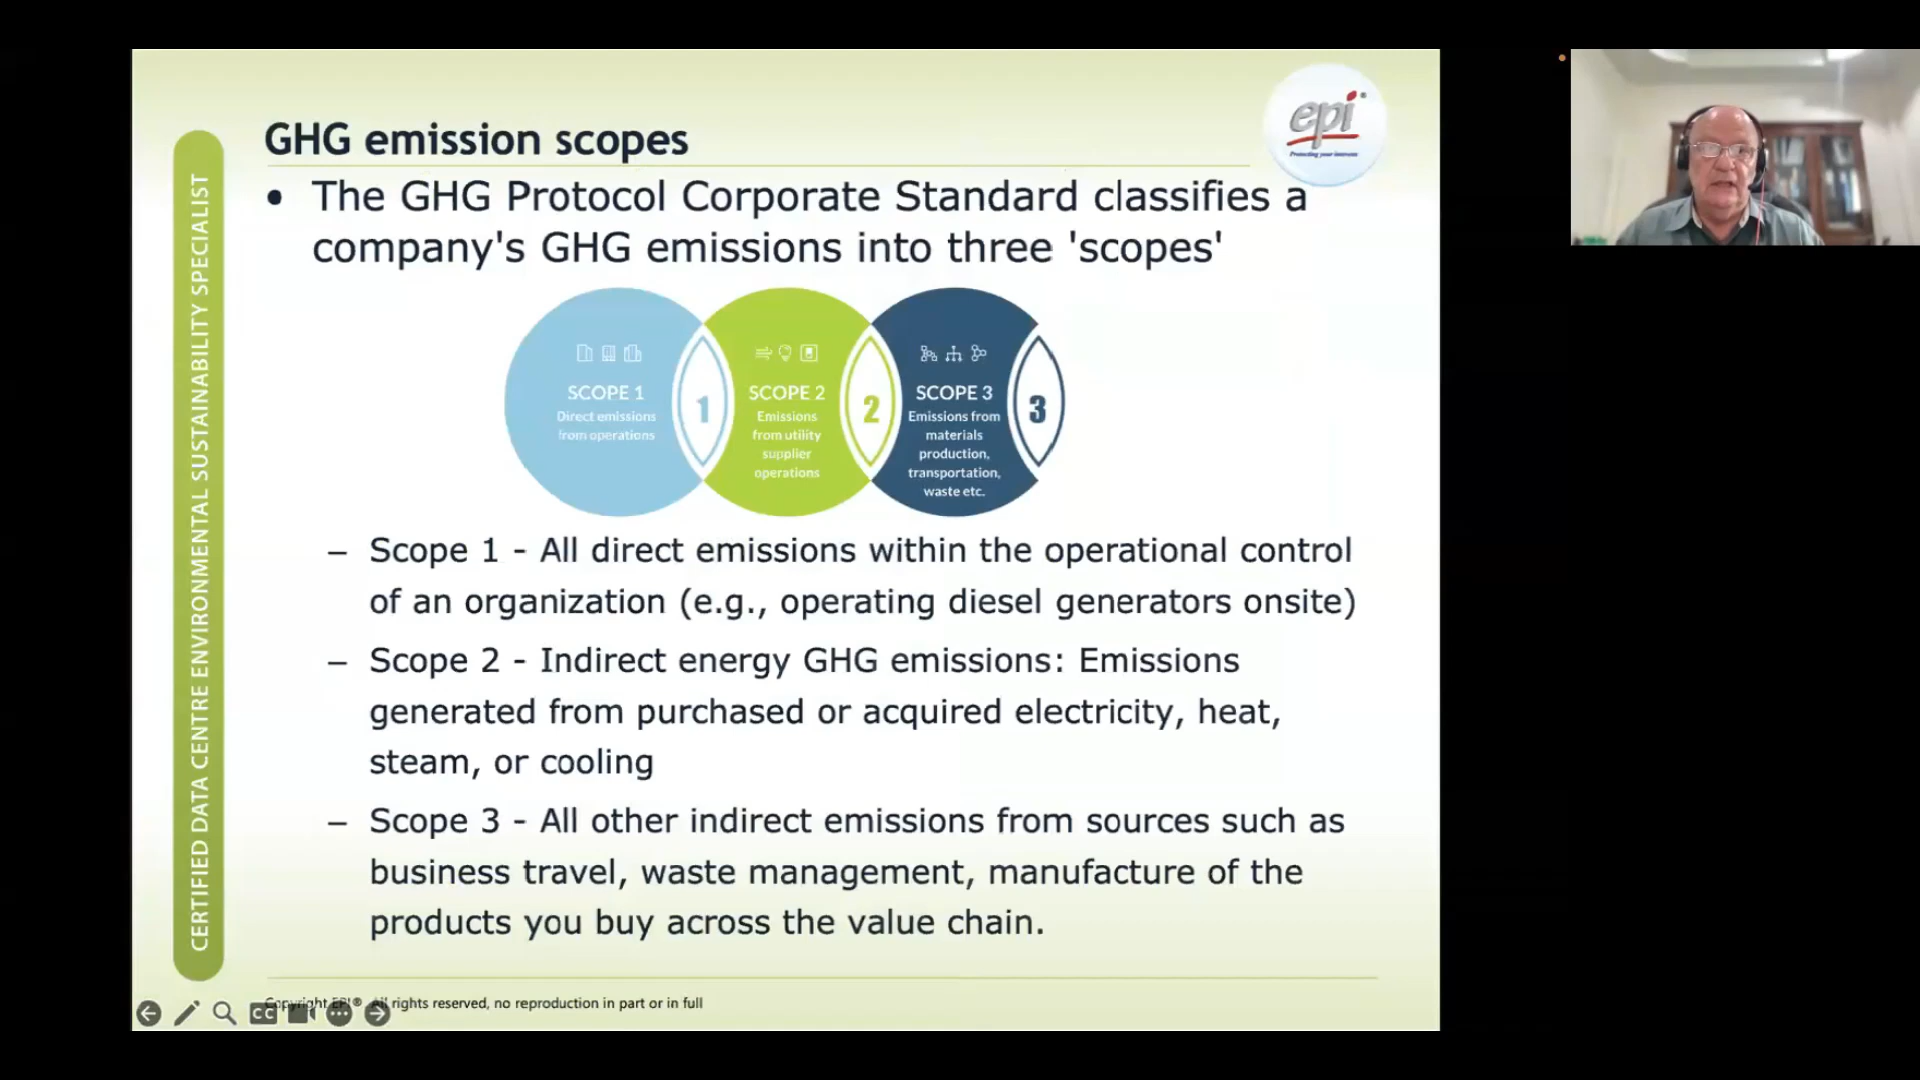 GHG emission scopes
epi®
Protecting your interests
• The GHG Protocol Corporate Standard classifies a
company's GHG emissions into three 'scopes'
SCOPE 1
Direct emissions
from operations
1
SCOPE 2
Emissions
from utility
supplier
operations
2
SCOPE 3
Emissions from
materials
production,
transportation,
waste etc.
3
– Scope 1 - All direct emissions within the operational control
of an organization (e.g., operating diesel generators onsite)
– Scope 2 - Indirect energy GHG emissions: Emissions
generated from purchased or acquired electricity, heat,
steam, or cooling
– Scope 3 - All other indirect emissions from sources such as
business travel, waste management, manufacture of the
products you buy across the value chain.
CERTIFIED DATA CENTRE ENVIRONMENTAL SUSTAINABILITY SPECIALIST
Copyright EPI® All rights reserved, no reproduction in part or in full
CC